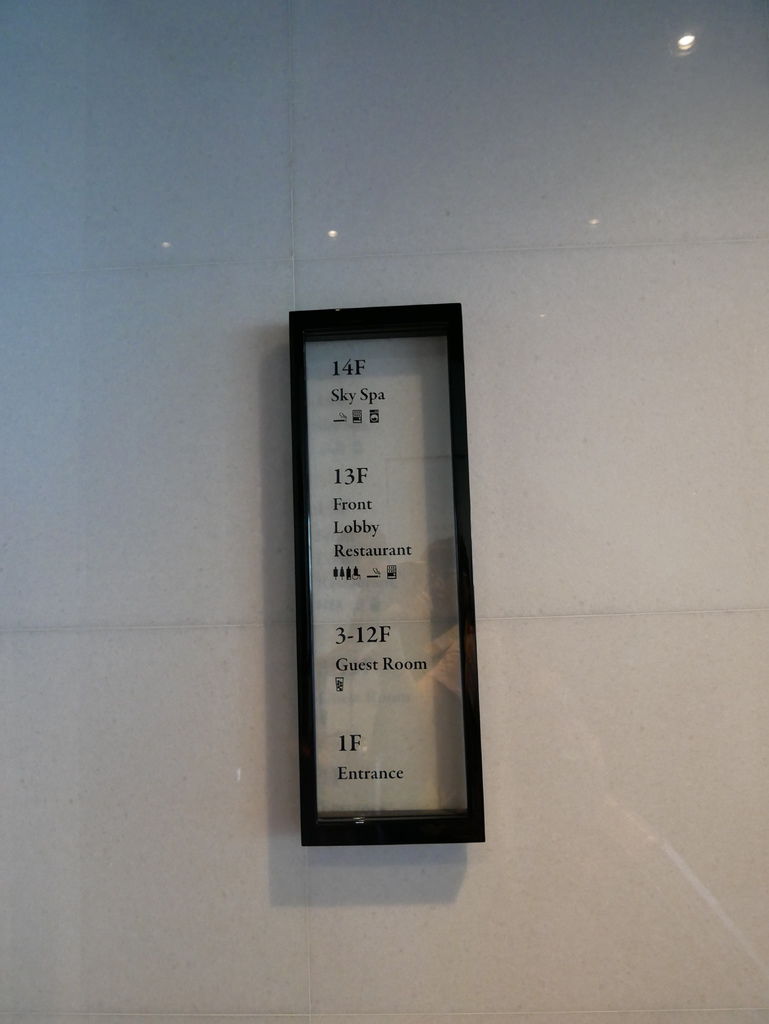 14F
Sky Spa
13F
Front
Lobby
Restaurant
3-12F
Guest Room
1F
Entrance